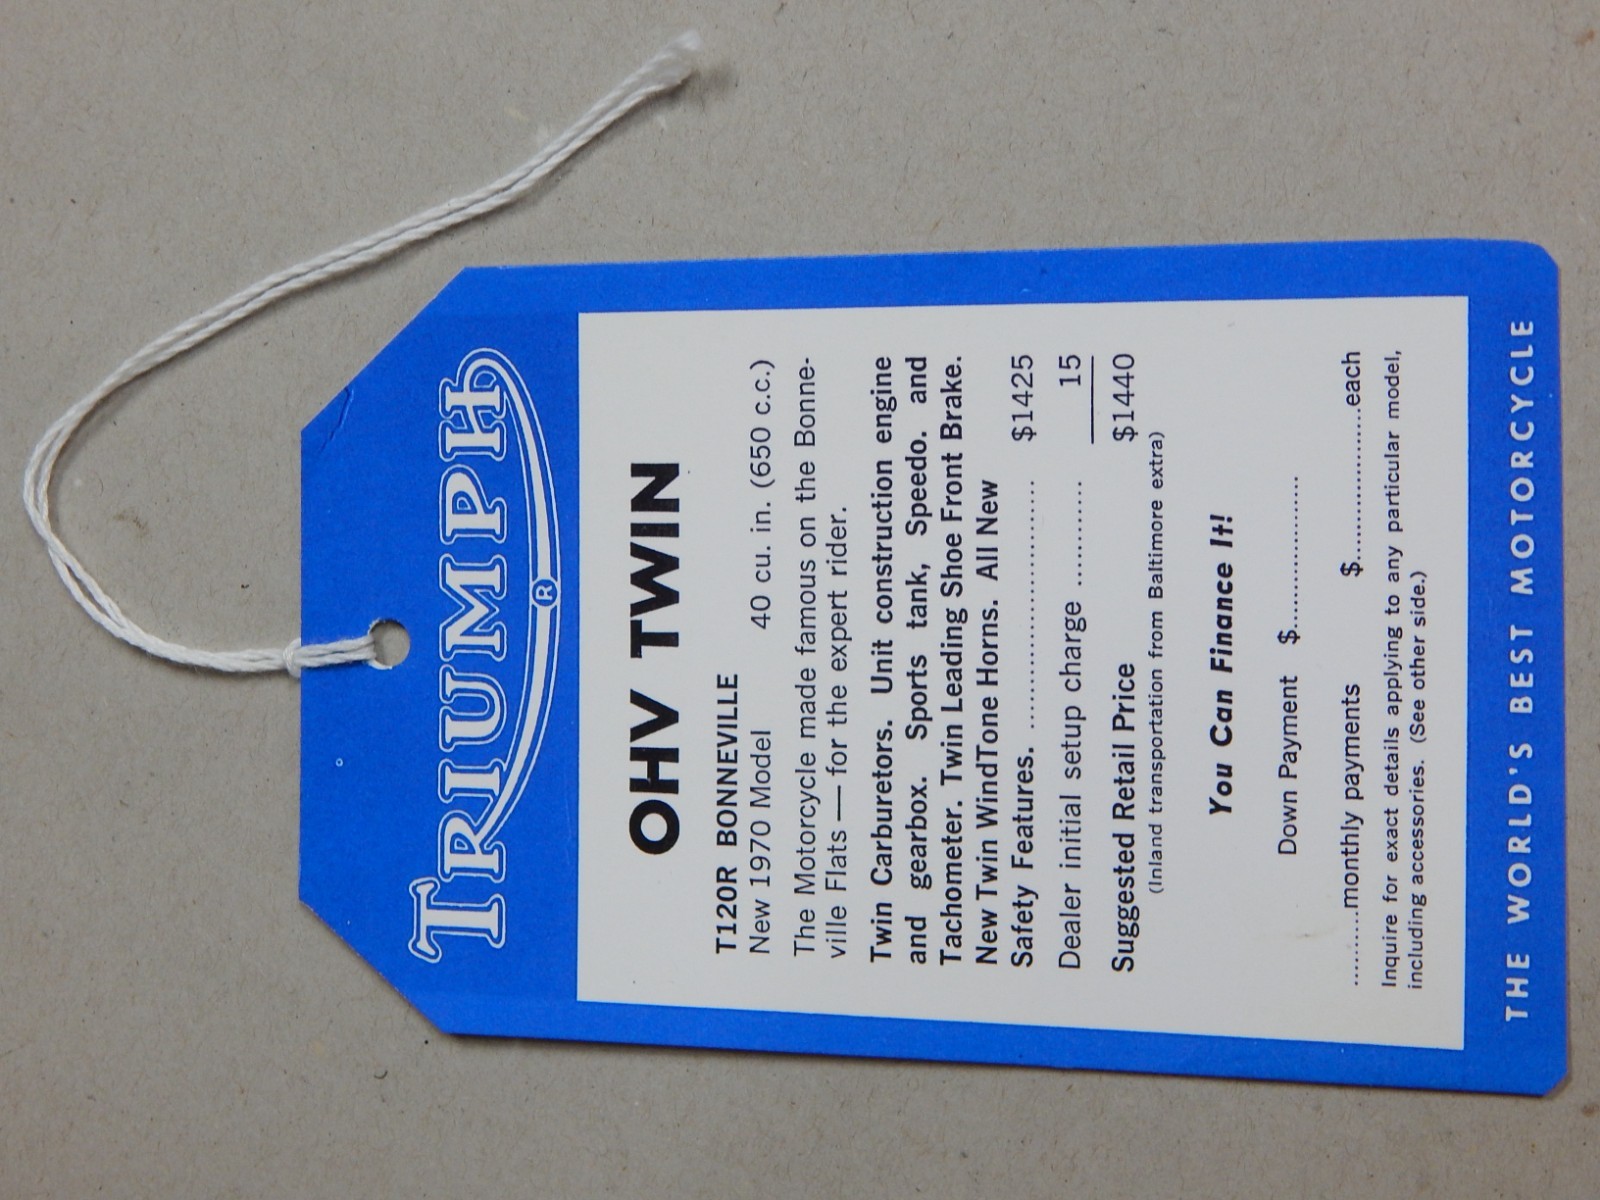 TRIUMPH
®
OHV TWIN
T120R BONNEVILLE
New 1970 Model 40 cu. in. (650 c.c.)
The Motorcycle made famous on the Bonne-
ville Flats — for the expert rider.
Twin Carburetors. Unit construction engine
and gearbox. Sports tank, Speedo. and
Tachometer. Twin Leading Shoe Front Brake.
New Twin WindTone Horns. All New
Safety Features. .............................. $1425
Dealer initial setup charge ............ 15
Suggested Retail Price $1440
(Inland transportation from Baltimore extra)
You Can Finance It!
Down Payment $..................
..........monthly payments $..................each
Inquire for exact details applying to any particular model,
including accessories. (See other side.)
THE WORLD'S BEST MOTORCYCLE